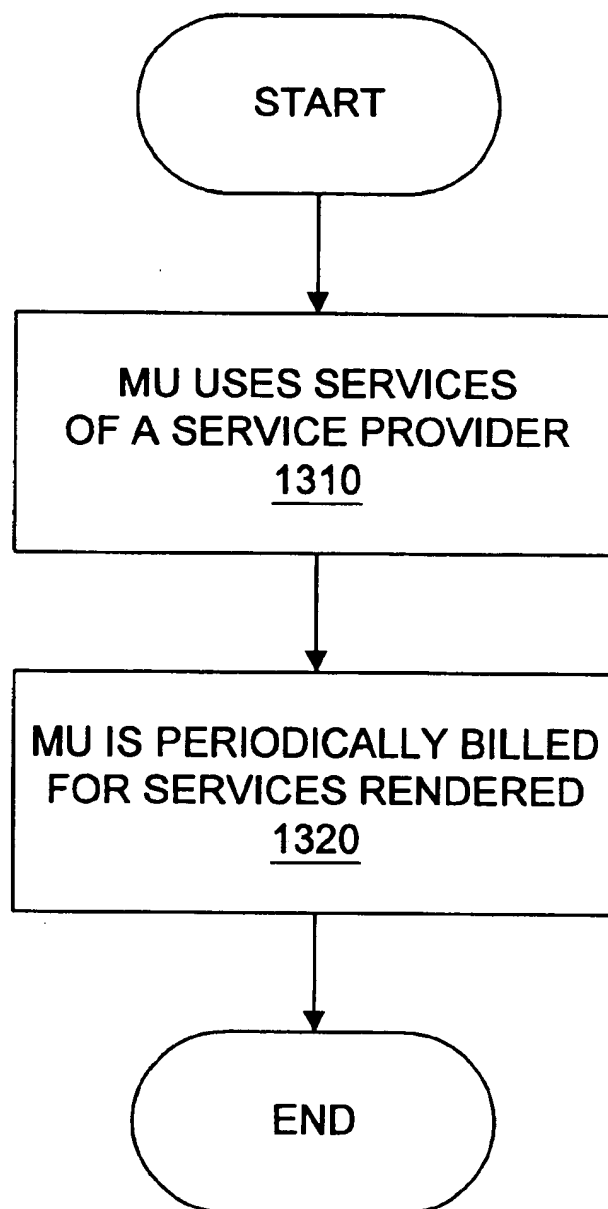 START
MU USES SERVICES
OF A SERVICE PROVIDER
1310
MU IS PERIODICALLY BILLED
FOR SERVICES RENDERED
1320
END